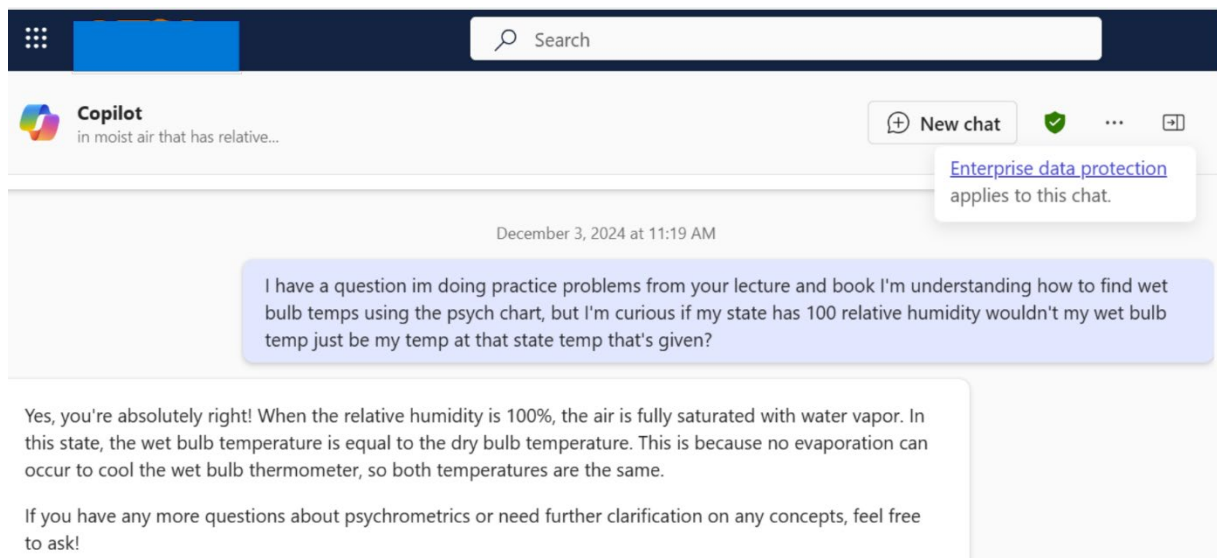 Search
Copilot
in moist air that has relative...
New chat
Enterprise data protection
applies to this chat.
December 3, 2024 at 11:19 AM
I have a question im doing practice problems from your lecture and book I'm understanding how to find wet
bulb temps using the psych chart, but I'm curious if my state has 100 relative humidity wouldn't my wet bulb
temp just be my temp at that state temp that's given?
Yes, you're absolutely right! When the relative humidity is 100%, the air is fully saturated with water vapor. In
this state, the wet bulb temperature is equal to the dry bulb temperature. This is because no evaporation can
occur to cool the wet bulb thermometer, so both temperatures are the same.
If you have any more questions about psychrometrics or need further clarification on any concepts, feel free
to ask!